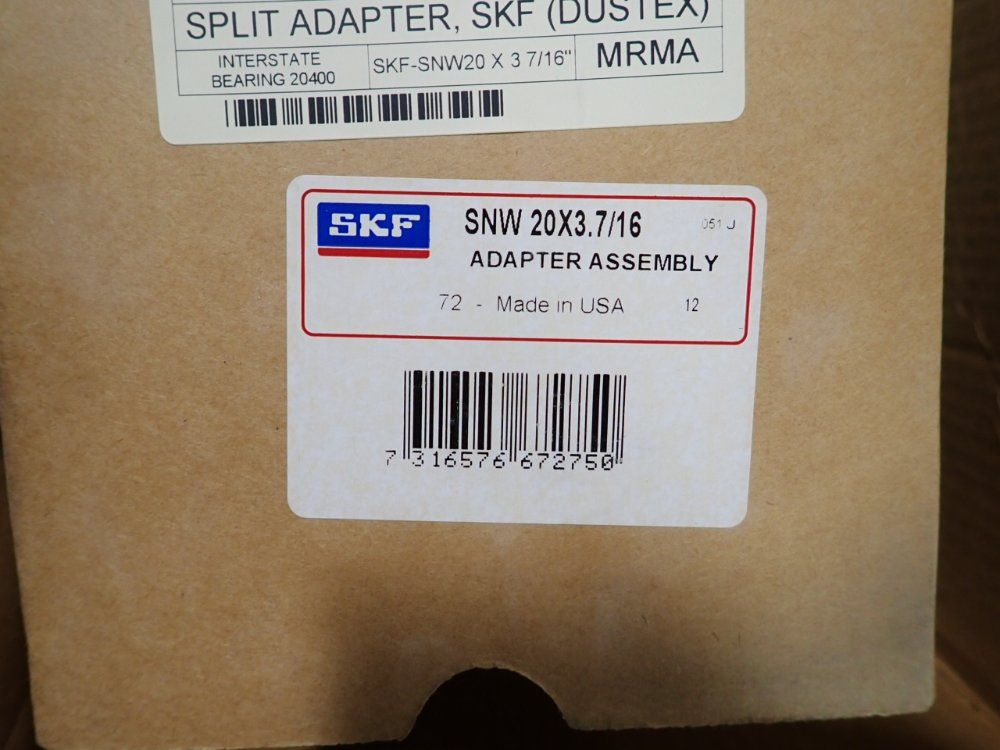 SPLIT ADAPTER, SKF (DUSTEX)
INTERSTATE
BEARING 20400
SKF-SNW20 X 3 7/16"
MRMA
SKF
SNW 20X3.7/16
051 J
ADAPTER ASSEMBLY
72 - Made in USA 12
7 316576 672750